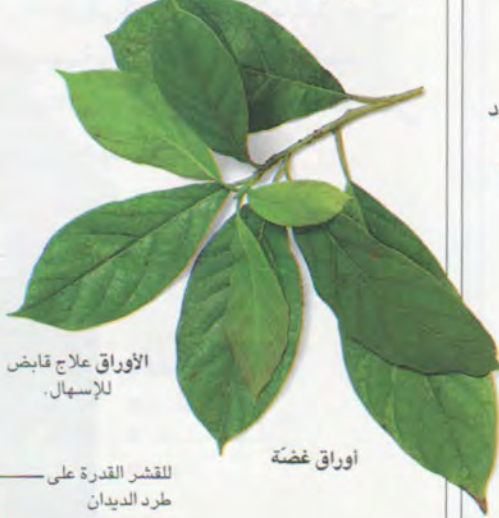 د
الأوراق علاج قابض
للإسهال.
أوراق غضّة
للقشر القدرة على
طرد الديدان